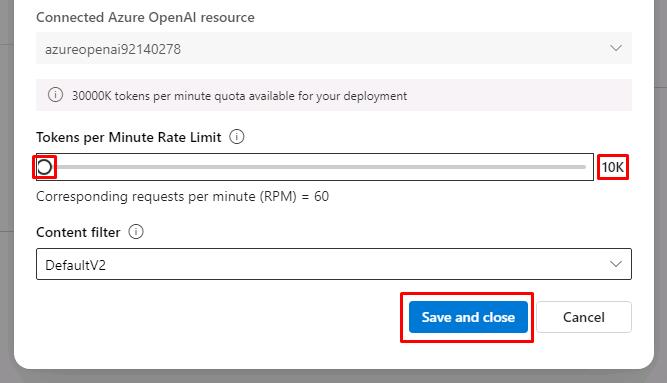 Connected Azure OpenAI resource
azureopenai92140278
30000K tokens per minute quota available for your deployment
Tokens per Minute Rate Limit
10K
Corresponding requests per minute (RPM) = 60
Content filter
DefaultV2
Save and close
Cancel